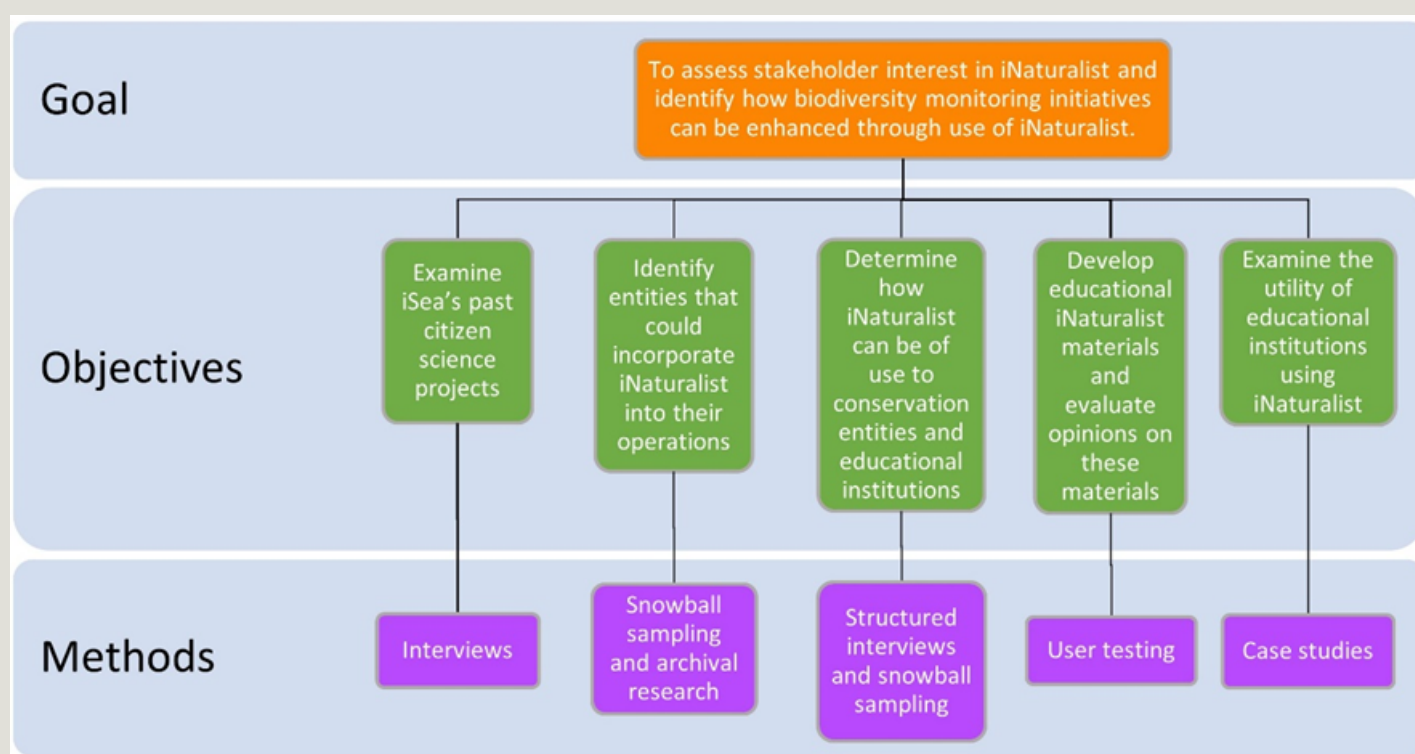 Goal
To assess stakeholder interest in iNaturalist and
identify how biodiversity monitoring initiatives
can be enhanced through use of iNaturalist.
Objectives
Examine
iSea's past
citizen
science
projects
Identify
entities that
could
incorporate
iNaturalist
into their
operations
Determine
how
iNaturalist
can be of
use to
conservation
entities and
educational
institutions
Develop
educational
iNaturalist
materials
and
evaluate
opinions on
these
materials
Examine the
utility of
educational
institutions
using
iNaturalist
Methods
Interviews
Snowball
sampling
and archival
research
Structured
interviews
and snowball
sampling
User testing
Case studies